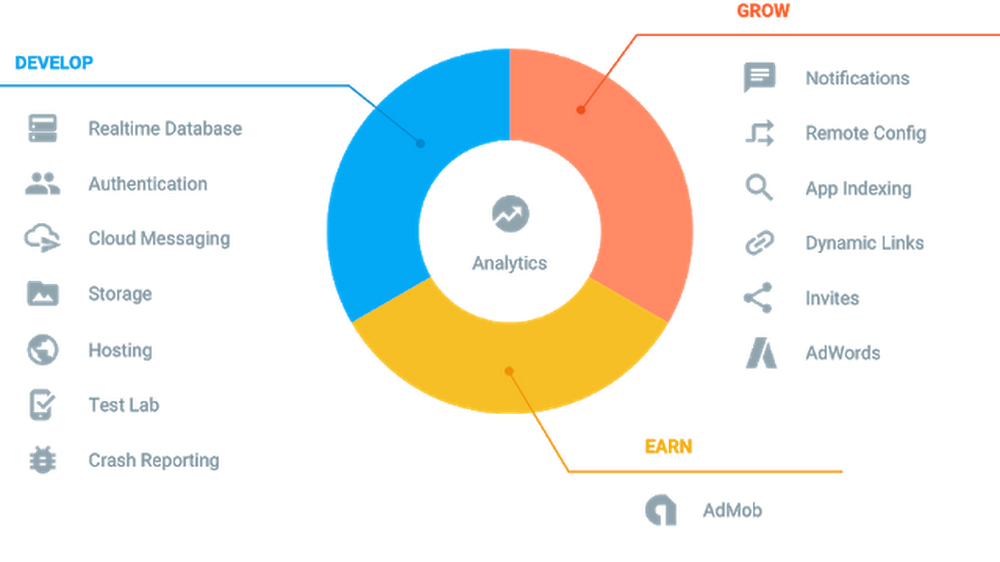 GROW
DEVELOP
Realtime Database
Authentication
Cloud Messaging
Storage
Hosting
Test Lab
Crash Reporting
Analytics
Notifications
Remote Config
App Indexing
Dynamic Links
Invites
AdWords
EARN
AdMob